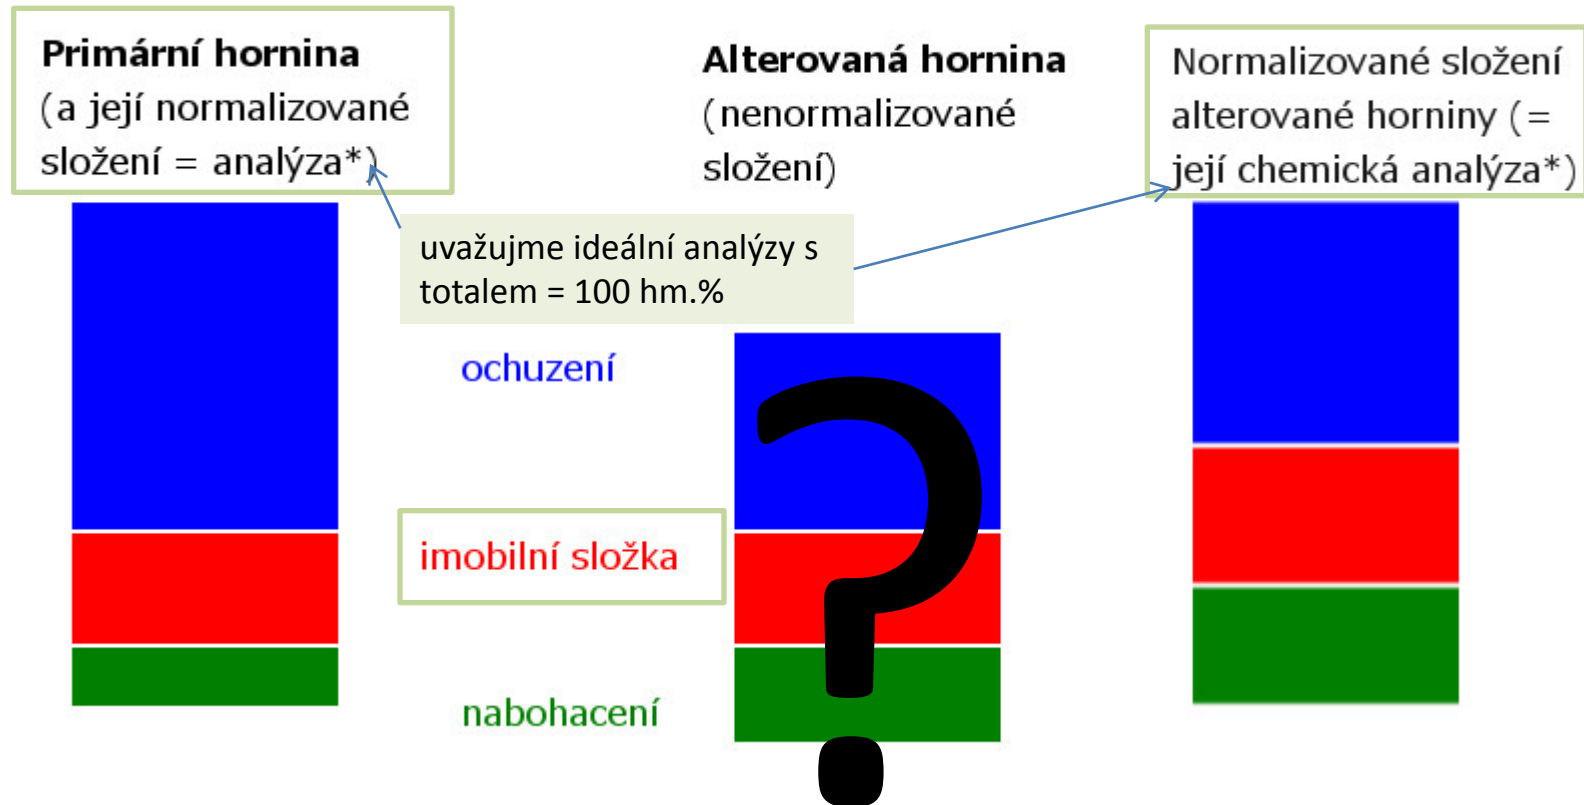 Primární hornina
(a její normalizované
složení = analýza*)
Alterovaná hornina
(nenormalizované
složení)
Normalizované složení
alterované horniny (=
její chemická analýza*)
uvažujme ideální analýzy s
totalem = 100 hm.%
ochuzení
imobilní složka
nabohacení
?